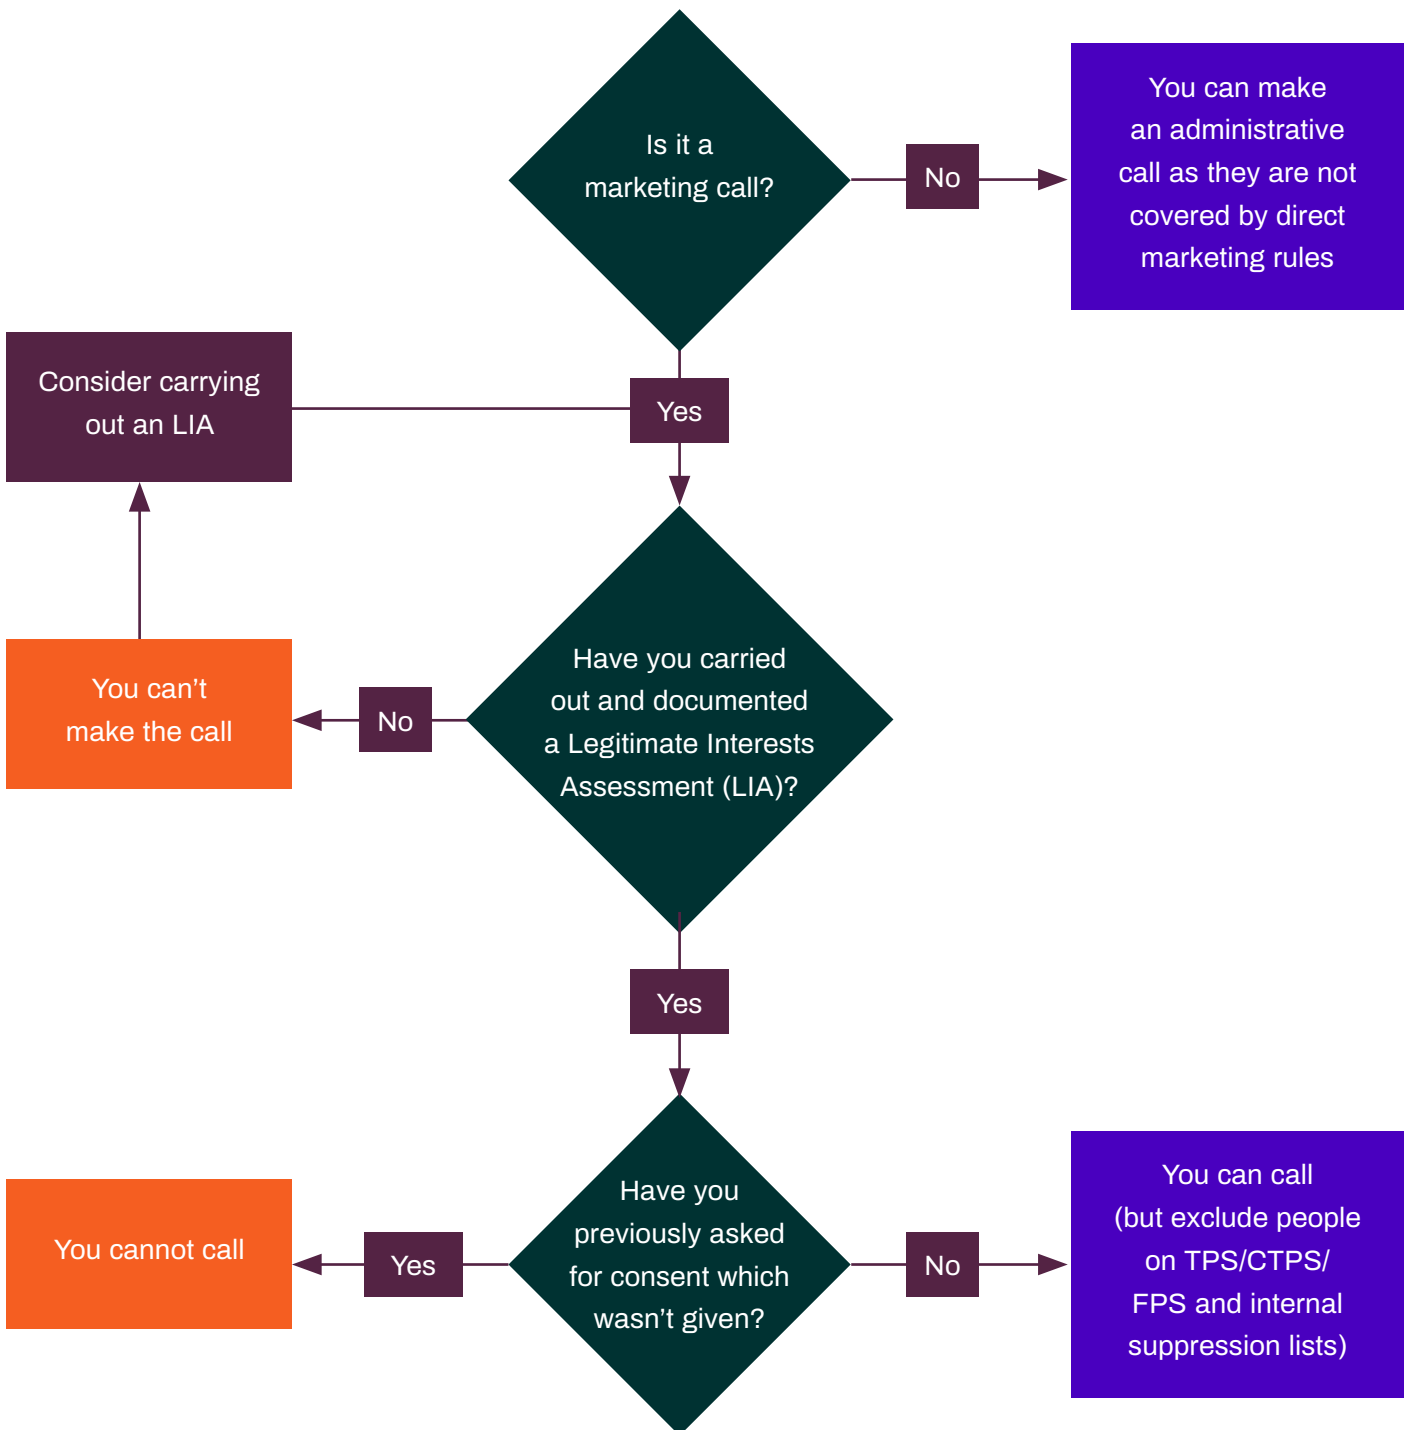 Is it a
marketing call?
No
You can make
an administrative
call as they are not
covered by direct
marketing rules
Consider carrying
out an LIA
Yes
You can’t
make the call
No
Have you carried
out and documented
a Legitimate Interests
Assessment (LIA)?
Yes
You cannot call
Yes
Have you
previously asked
for consent which
wasn’t given?
No
You can call
(but exclude people
on TPS/CTPS/
FPS and internal
suppression lists)